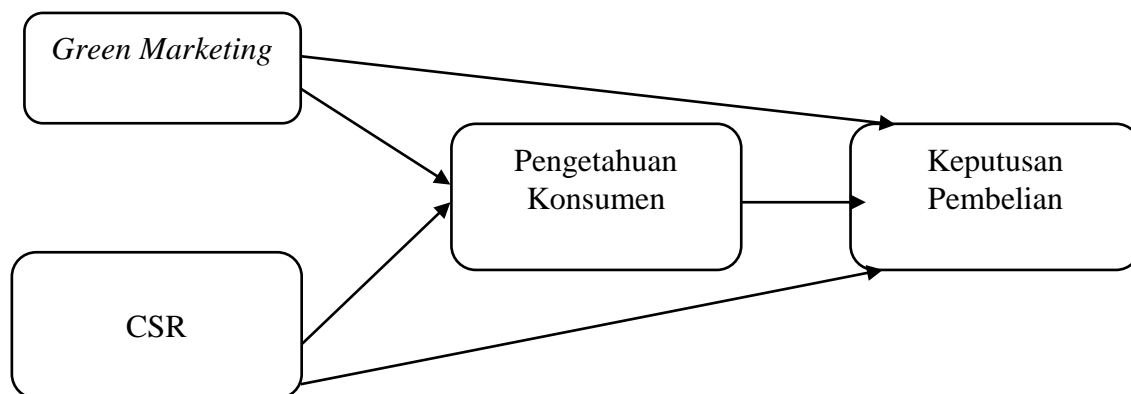 Green Marketing
Pengetahuan
Konsumen
Keputusan
Pembelian
CSR